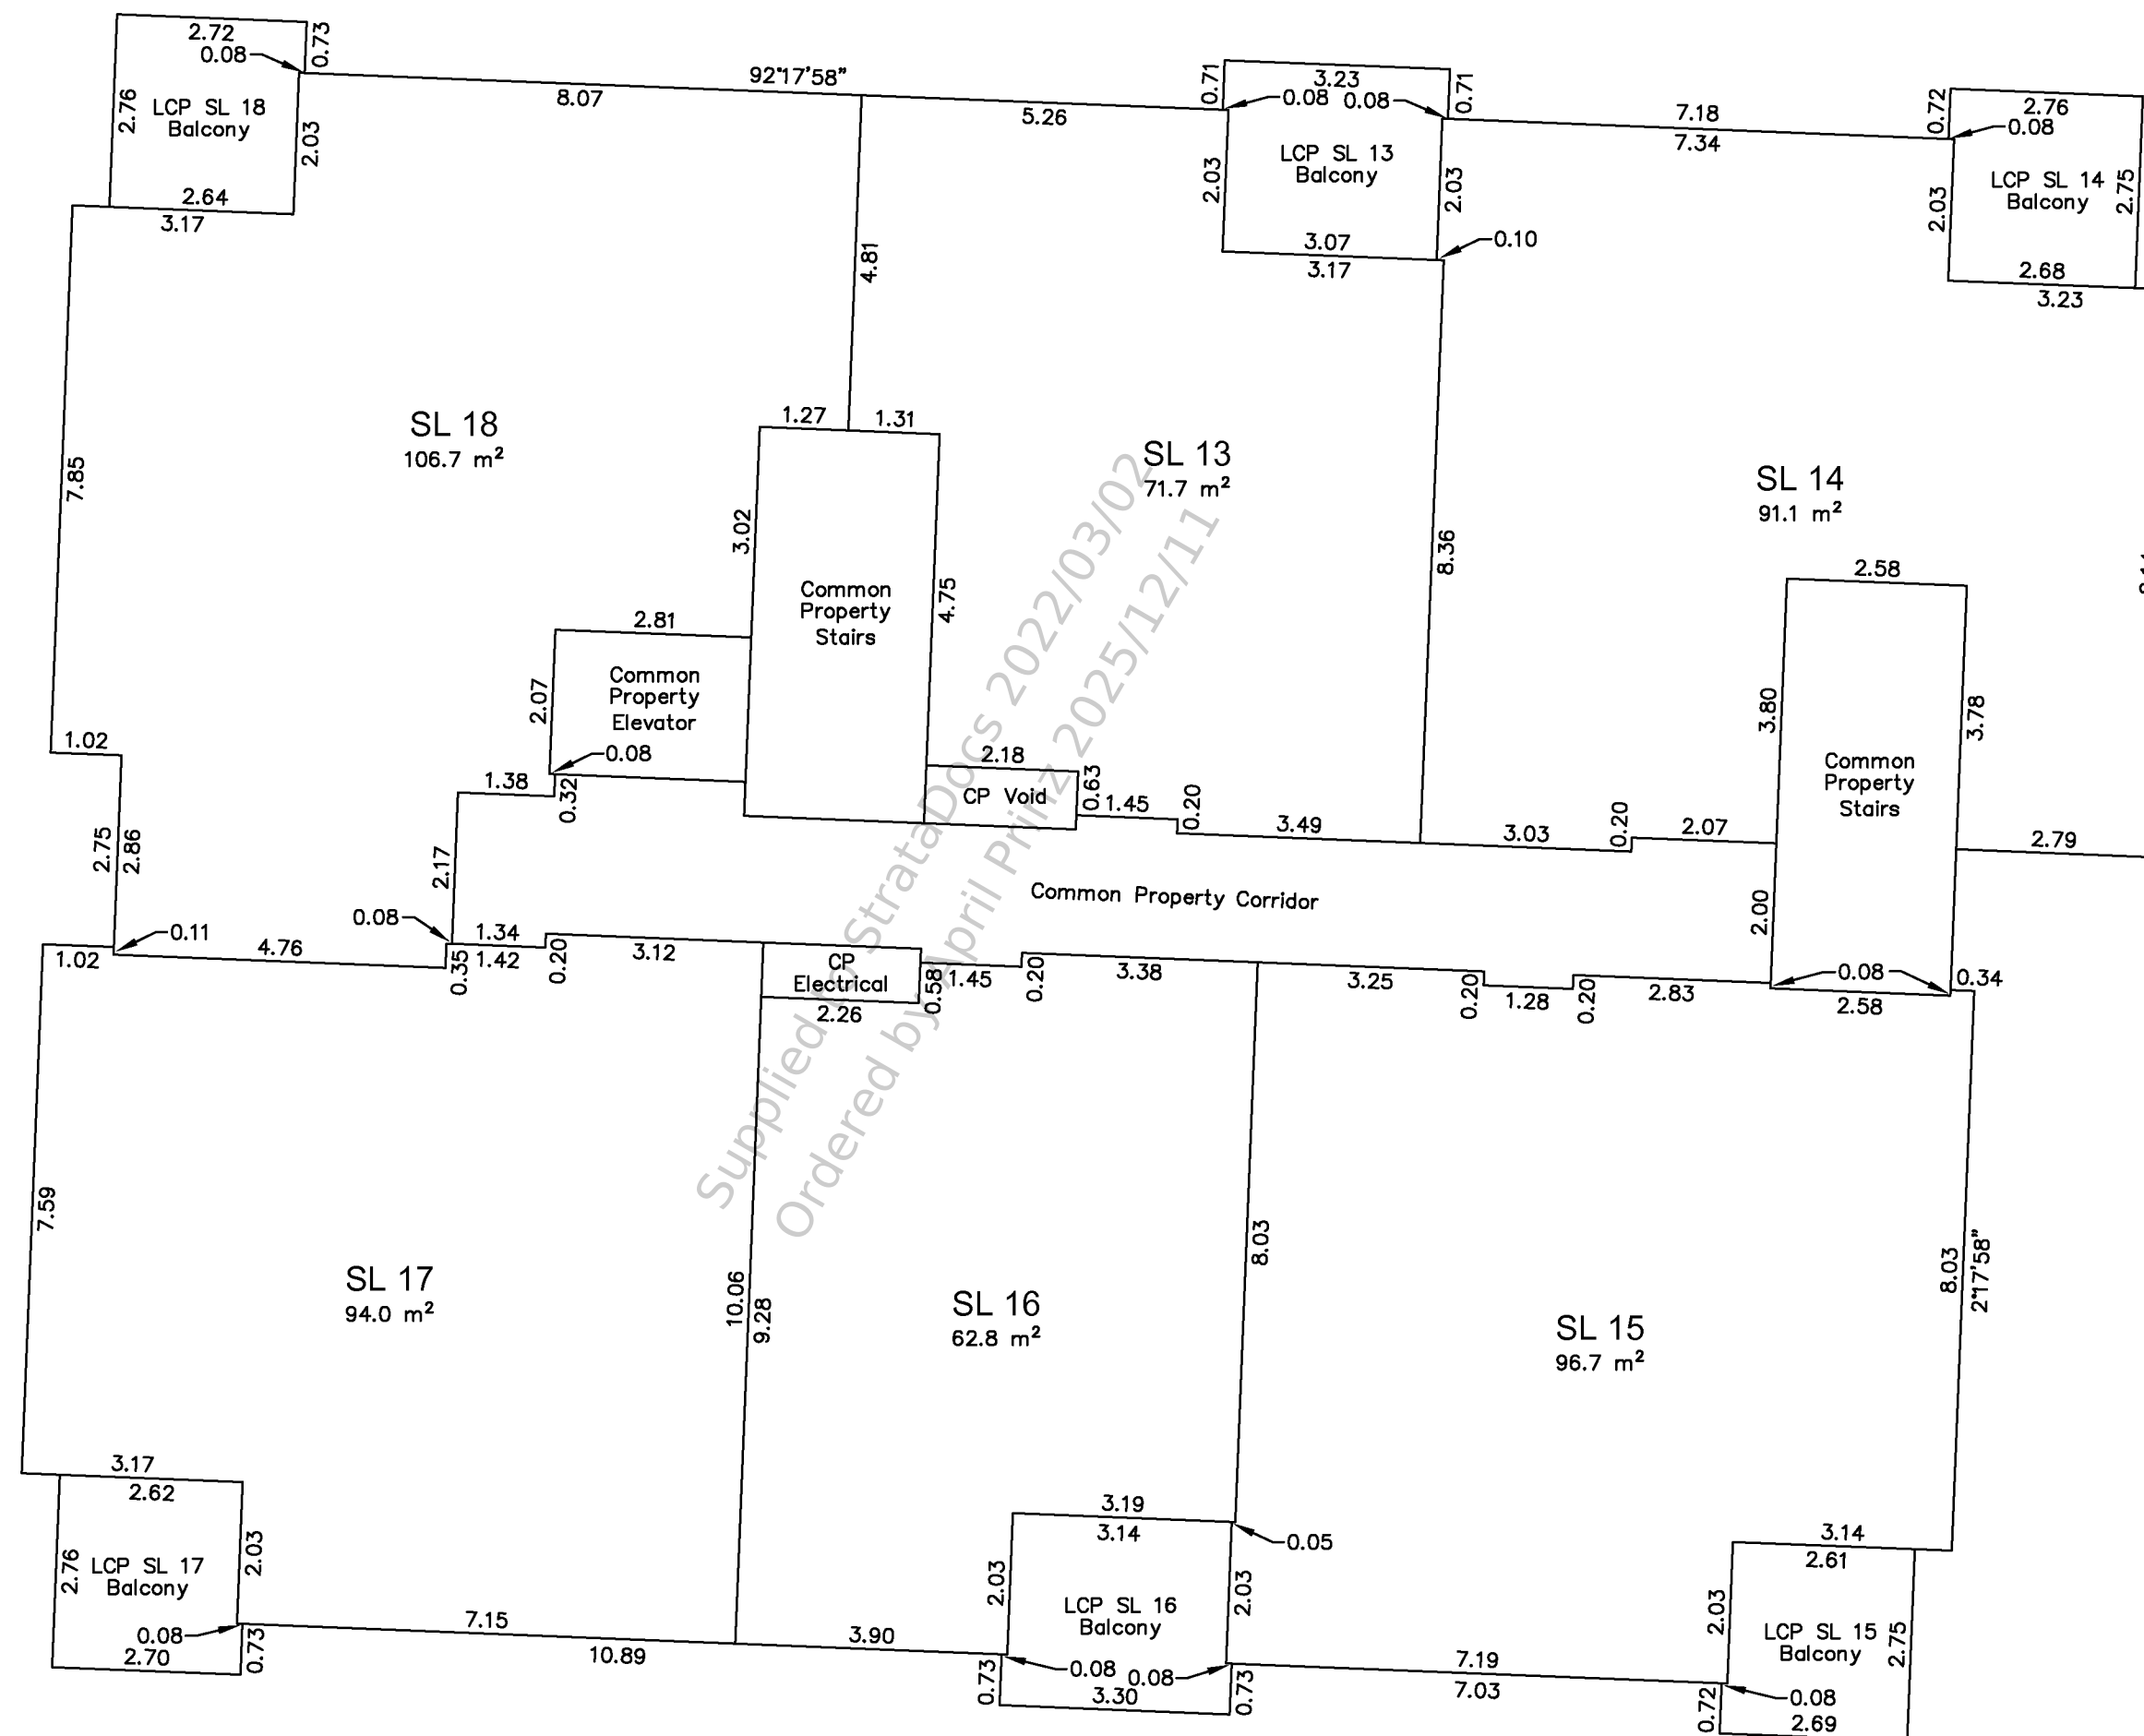 2.72
0.08
0.73
2.76
LCP SL 18
Balcony
2.03
2.64
3.17
92°17'58"
8.07
5.26
0.71
3.23
0.71
0.08 0.08
LCP SL 13
Balcony
2.03
2.03
3.07
3.17
0.10
7.18
7.34
0.72
2.76
0.08
LCP SL 14
Balcony
2.03
2.75
2.68
3.23
4.81
7.85
SL 18
106.7 m²
1.27
1.31
3.02
Common
Property
Stairs
4.75
SL 13
71.7 m²
8.36
SL 14
91.1 m²
2.58
3.80
3.78
Common
Property
Stairs
2.00
2.79
2.81
2.07
Common
Property
Elevator
0.08
1.38
0.32
2.17
1.02
2.75
2.86
2.18
CP Void
0.63
1.45
0.20
3.49
3.03
0.20
2.07
Common Property Corridor
0.11
0.08
1.02
4.76
0.35
1.34
1.42
0.20
3.12
CP
Electrical
2.26
0.58
1.45
0.20
3.38
3.25
0.20
1.28
0.20
2.83
0.08
2.58
0.34
Supplied to StrataDocs 2022/03/02
Ordered by April Prinz 2025/12/11
7.59
SL 17
94.0 m²
10.06
9.28
SL 16
62.8 m²
8.03
SL 15
96.7 m²
8.03
2°17'58"
3.17
2.62
2.76
LCP SL 17
Balcony
2.03
0.08
2.70
0.73
7.15
10.89
3.90
3.19
3.14
0.05
2.03
LCP SL 16
Balcony
2.03
0.08 0.08
0.73
3.30
0.73
7.19
7.03
3.14
2.61
2.03
LCP SL 15
Balcony
2.75
0.08
0.72
2.69